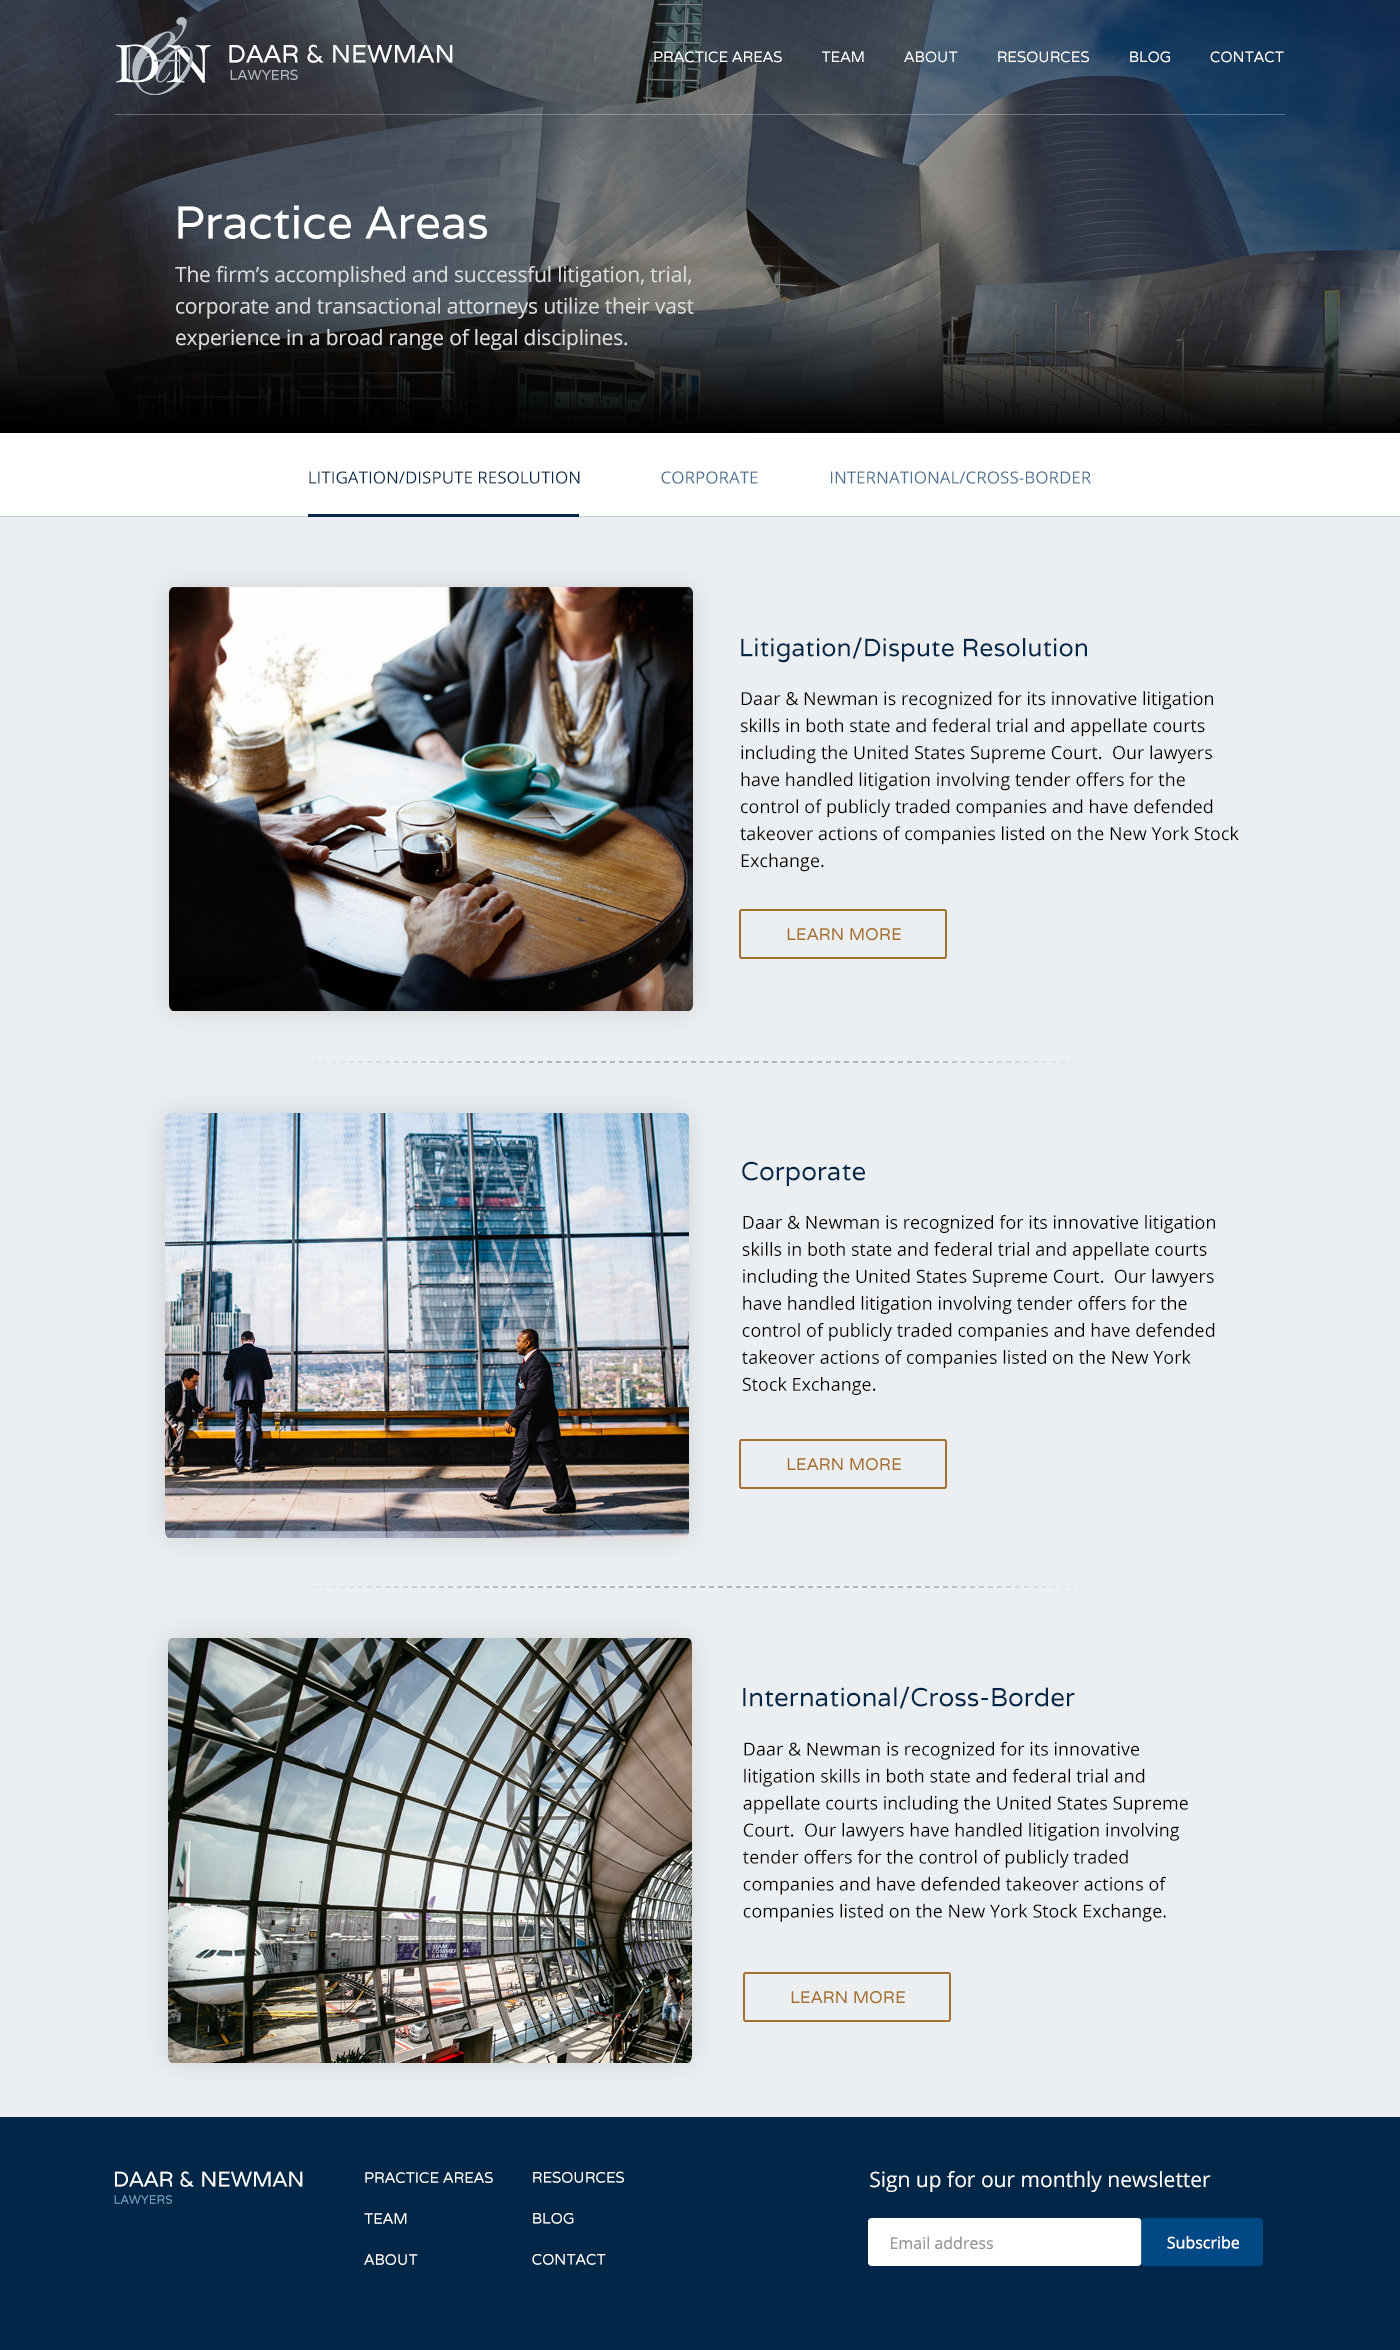 D&N DAAR & NEWMAN
LAWYERS
PRACTICE AREAS TEAM ABOUT RESOURCES BLOG CONTACT
Practice Areas
The firm’s accomplished and successful litigation, trial,
corporate and transactional attorneys utilize their vast
experience in a broad range of legal disciplines.
LITIGATION/DISPUTE RESOLUTION CORPORATE INTERNATIONAL/CROSS-BORDER
Litigation/Dispute Resolution
Daar & Newman is recognized for its innovative litigation
skills in both state and federal trial and appellate courts
including the United States Supreme Court.  Our lawyers
have handled litigation involving tender offers for the
control of publicly traded companies and have defended
takeover actions of companies listed on the New York Stock
Exchange.
LEARN MORE
Corporate
Daar & Newman is recognized for its innovative litigation
skills in both state and federal trial and appellate courts
including the United States Supreme Court.  Our lawyers
have handled litigation involving tender offers for the
control of publicly traded companies and have defended
takeover actions of companies listed on the New York
Stock Exchange.
LEARN MORE
SIAM
COMMERCIAL
BANK
International/Cross-Border
Daar & Newman is recognized for its innovative
litigation skills in both state and federal trial and
appellate courts including the United States Supreme
Court.  Our lawyers have handled litigation involving
tender offers for the control of publicly traded
companies and have defended takeover actions of
companies listed on the New York Stock Exchange.
LEARN MORE
DAAR & NEWMAN
LAWYERS
PRACTICE AREAS RESOURCES
TEAM BLOG
ABOUT CONTACT
Sign up for our monthly newsletter
Email address Subscribe